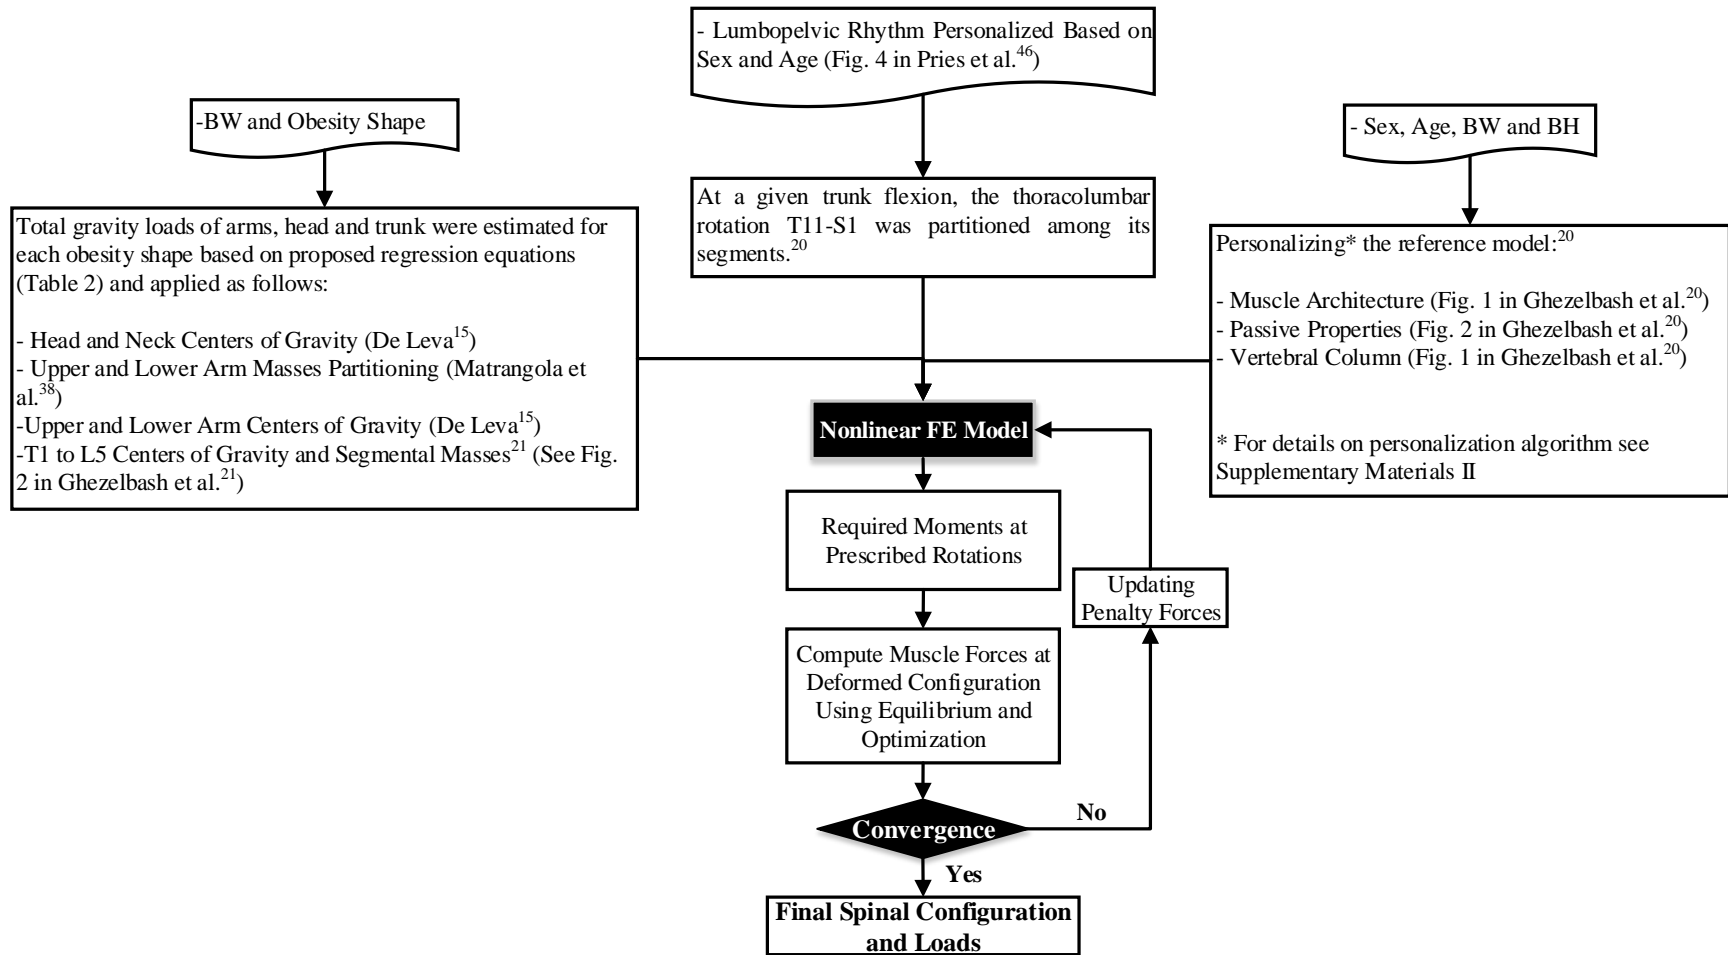 - Lumbopelvic Rhythm Personalized Based on
Sex and Age (Fig. 4 in Pries et al.46)
-BW and Obesity Shape
- Sex, Age, BW and BH
At a given trunk flexion, the thoracolumbar
rotation T11-S1 was partitioned among its
segments.20
Total gravity loads of arms, head and trunk were estimated for
each obesity shape based on proposed regression equations
(Table 2) and applied as follows:
- Head and Neck Centers of Gravity (De Leva15)
- Upper and Lower Arm Masses Partitioning (Matrangola et
al.38)
-Upper and Lower Arm Centers of Gravity (De Leva15)
-T1 to L5 Centers of Gravity and Segmental Masses21 (See Fig.
2 in Ghezelbash et al.21)
Personalizing* the reference model:20
- Muscle Architecture (Fig. 1 in Ghezelbash et al.20)
- Passive Properties (Fig. 2 in Ghezelbash et al.20)
- Vertebral Column (Fig. 1 in Ghezelbash et al.20)
* For details on personalization algorithm see
Supplementary Materials II
Nonlinear FE Model
Required Moments at
Prescribed Rotations
Updating
Penalty Forces
Compute Muscle Forces at
Deformed Configuration
Using Equilibrium and
Optimization
Convergence
No
Yes
Final Spinal Configuration
and Loads